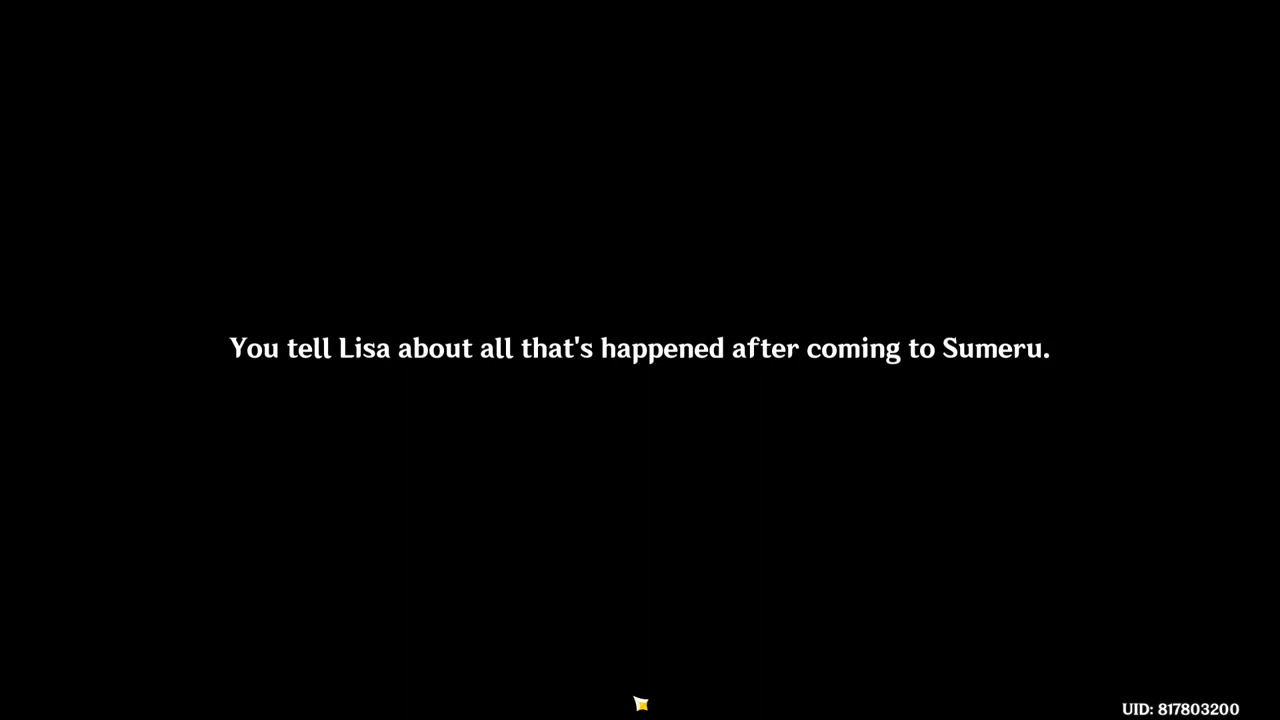 You tell Lisa about all that's happened after coming to Sumeru.
UID: 817803200